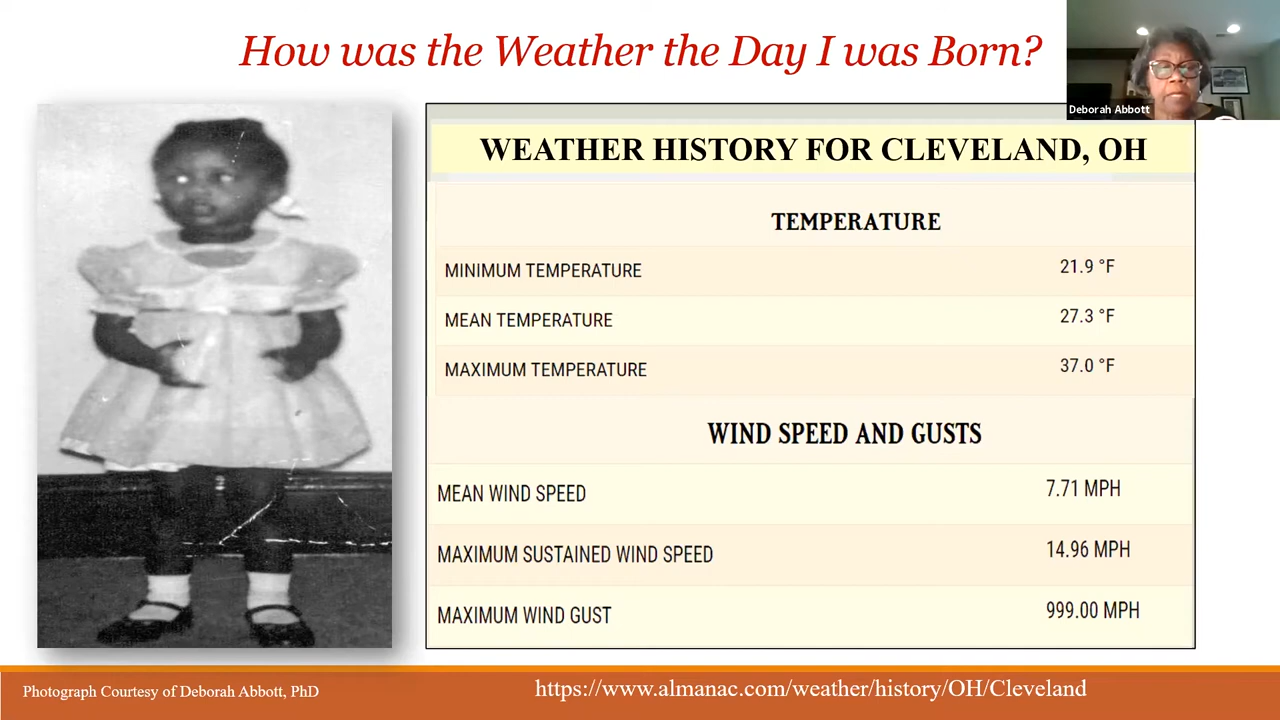 How was the Weather the Day I was Born?
Deborah Abbott
WEATHER HISTORY FOR CLEVELAND, OH
TEMPERATURE
MINIMUM TEMPERATURE 21.9 °F
MEAN TEMPERATURE 27.3 °F
MAXIMUM TEMPERATURE 37.0 °F
WIND SPEED AND GUSTS
MEAN WIND SPEED 7.71 MPH
MAXIMUM SUSTAINED WIND SPEED 14.96 MPH
MAXIMUM WIND GUST 999.00 MPH
Photograph Courtesy of Deborah Abbott, PhD
https://www.almanac.com/weather/history/OH/Cleveland